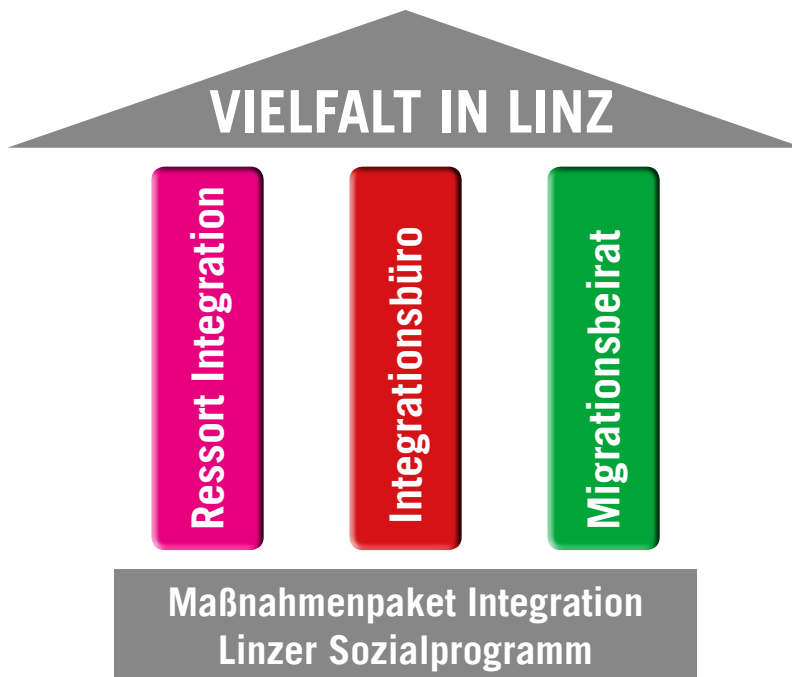 VIELFALT IN LINZ
Ressort Integration
Integrationsbüro
Migrationsbeirat
Maßnahmenpaket Integration
Linzer Sozialprogramm